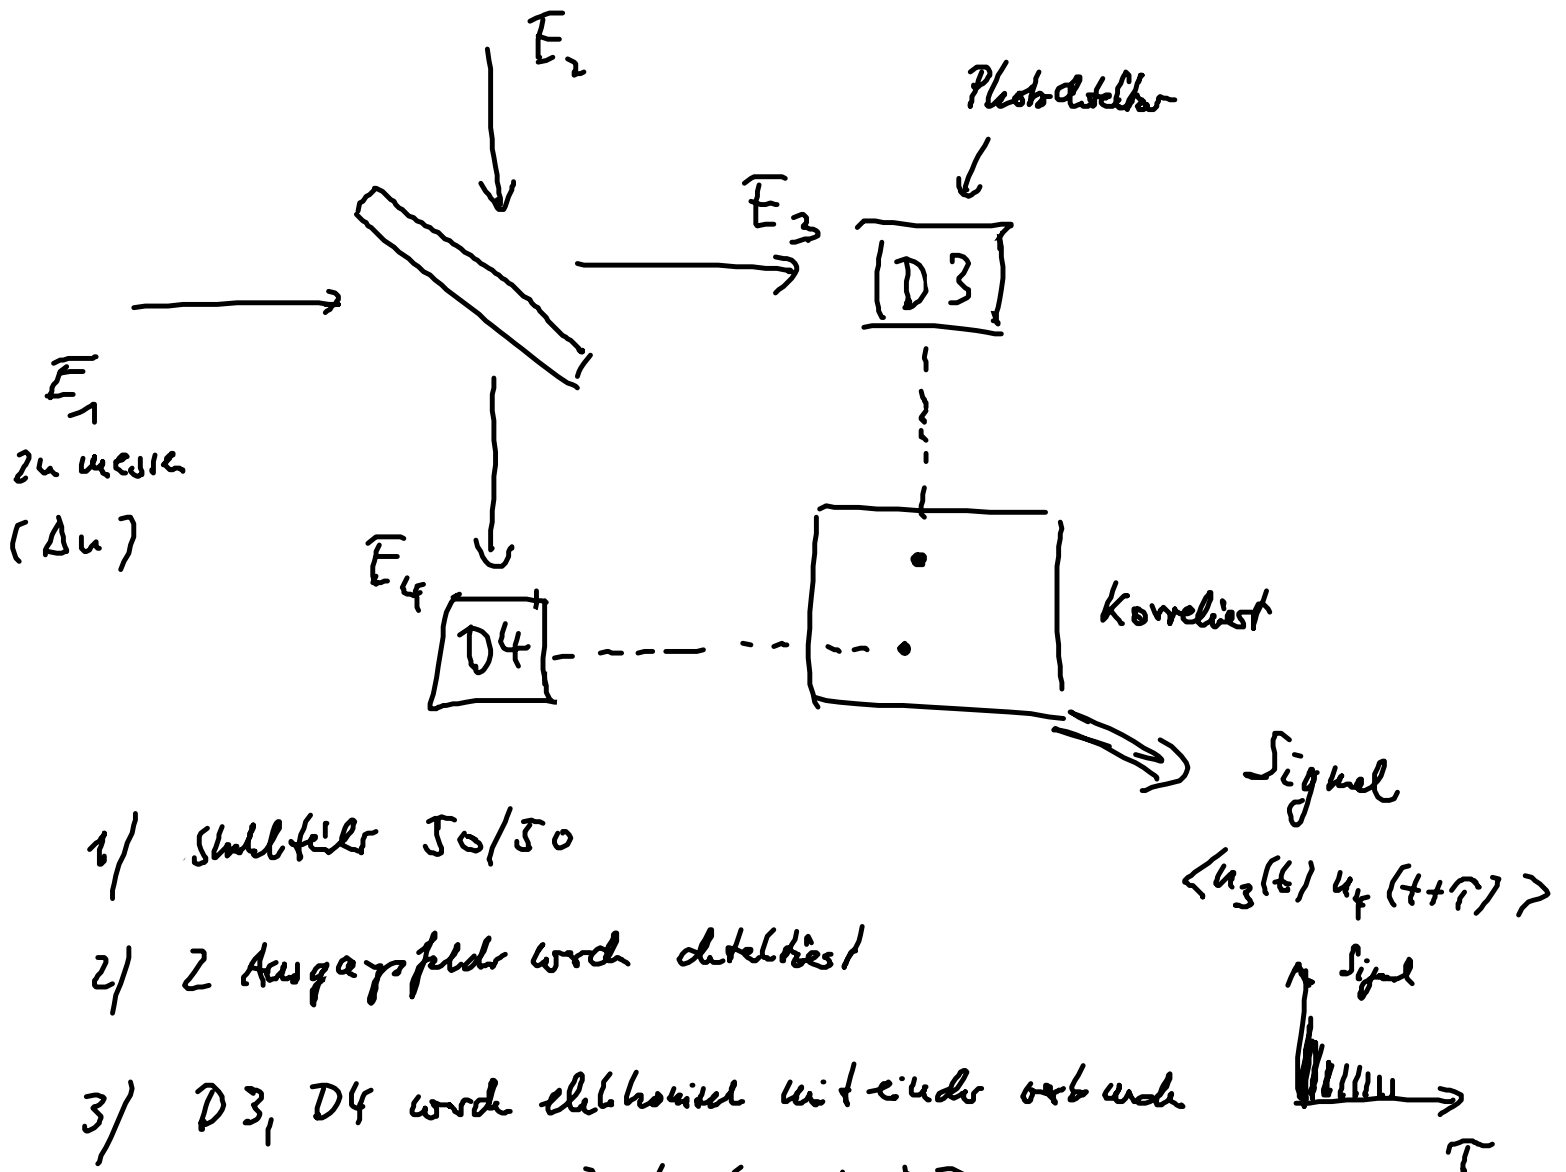 E₂
Photodetektor
E₃
D3
E₁
zu messen
(Δn)
E₄
D4
Korreliert
Signal
<n₃(t) n₄(t+τ)>
1/ Strahlteiler 50/50
2/ 2 Ausgangsfelder werden detektiert
Signal
3/ D3, D4 werden elektronisch miteinander verbunden
τ